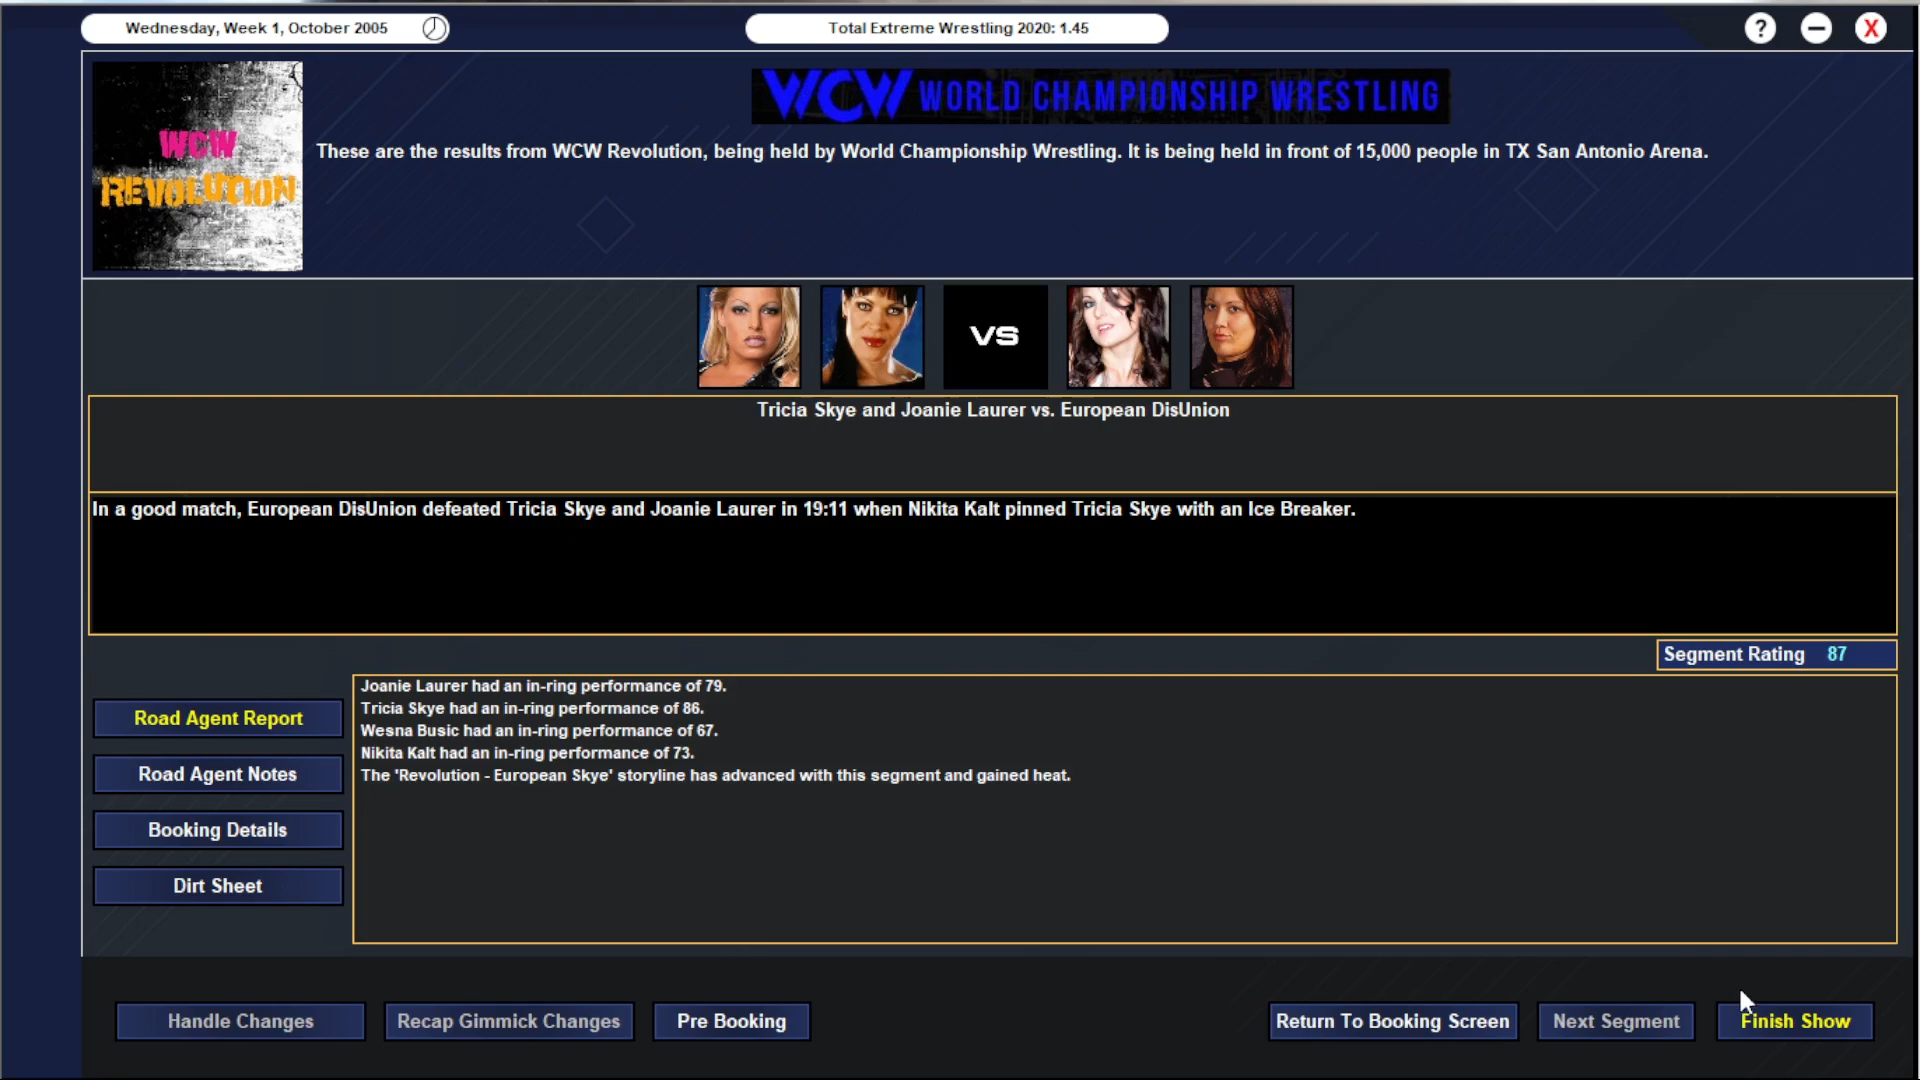 Wednesday, Week 1, October 2005
Total Extreme Wrestling 2020: 1.45
?
X
WCW WORLD CHAMPIONSHIP WRESTLING
WCW
REVOLUTION
These are the results from WCW Revolution, being held by World Championship Wrestling. It is being held in front of 15,000 people in TX San Antonio Arena.
VS
Tricia Skye and Joanie Laurer vs. European DisUnion
In a good match, European DisUnion defeated Tricia Skye and Joanie Laurer in 19:11 when Nikita Kalt pinned Tricia Skye with an Ice Breaker.
Segment Rating 87
Road Agent Report
Road Agent Notes
Booking Details
Dirt Sheet
Joanie Laurer had an in-ring performance of 79.
Tricia Skye had an in-ring performance of 86.
Wesna Busic had an in-ring performance of 67.
Nikita Kalt had an in-ring performance of 73.
The 'Revolution - European Skye' storyline has advanced with this segment and gained heat.
Handle Changes
Recap Gimmick Changes
Pre Booking
Return To Booking Screen
Next Segment
Finish Show